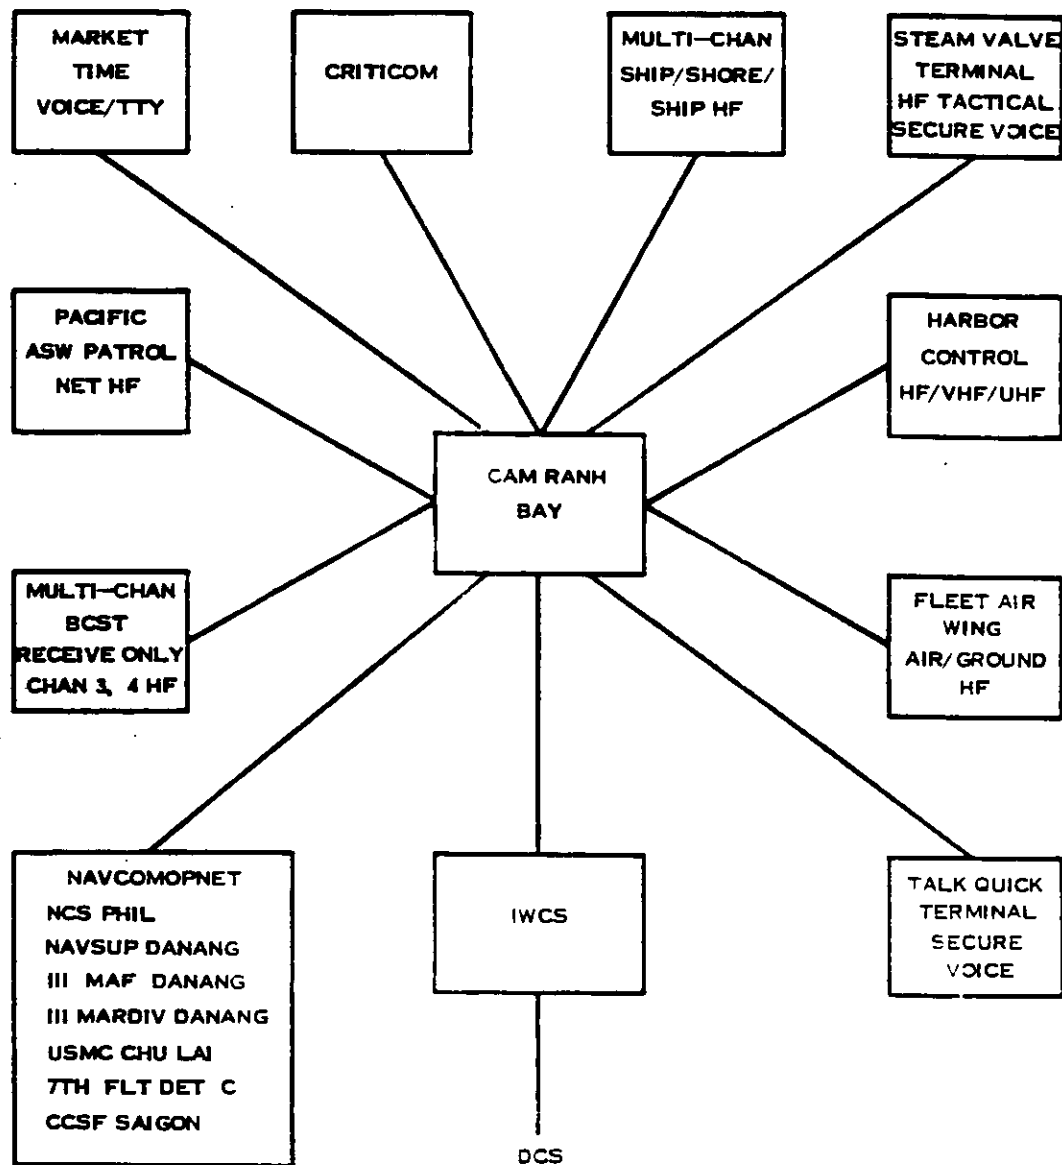 MARKET
TIME
VOICE/TTY
CRITICOM
MULTI-CHAN
SHIP/SHORE/
SHIP HF
STEAM VALVE
TERMINAL
HF TACTICAL
SECURE VOICE
PACIFIC
ASW PATROL
NET HF
HARBOR
CONTROL
HF/VHF/UHF
CAM RANH
BAY
MULTI-CHAN
BCST
RECEIVE ONLY
CHAN 3, 4 HF
FLEET AIR
WING
AIR/GROUND
HF
NAVCOMOPNET
NCS PHIL
NAVSUP DANANG
III MAF DANANG
III MARDIV DANANG
USMC CHU LAI
7TH FLT DET C
CCSF SAIGON
IWCS
TALK QUICK
TERMINAL
SECURE
VOICE
DCS